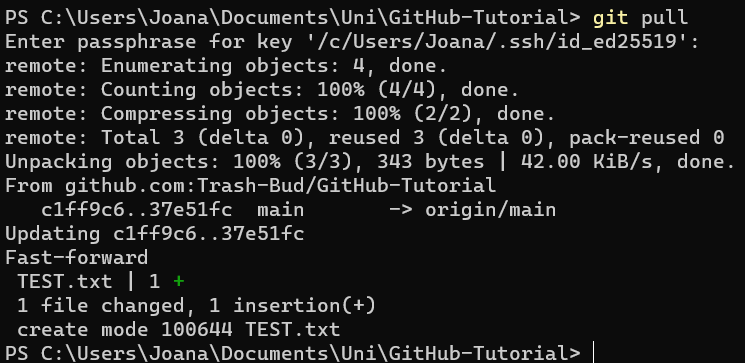 PS C:\Users\Joana\Documents\Uni\GitHub-Tutorial> git pull
Enter passphrase for key '/c/Users/Joana/.ssh/id_ed25519':
remote: Enumerating objects: 4, done.
remote: Counting objects: 100% (4/4), done.
remote: Compressing objects: 100% (2/2), done.
remote: Total 3 (delta 0), reused 3 (delta 0), pack-reused 0
Unpacking objects: 100% (3/3), 343 bytes | 42.00 KiB/s, done.
From github.com:Trash-Bud/GitHub-Tutorial
   c1ff9c6..37e51fc  main       -> origin/main
Updating c1ff9c6..37e51fc
Fast-forward
 TEST.txt | 1 +
 1 file changed, 1 insertion(+)
 create mode 100644 TEST.txt
PS C:\Users\Joana\Documents\Uni\GitHub-Tutorial>